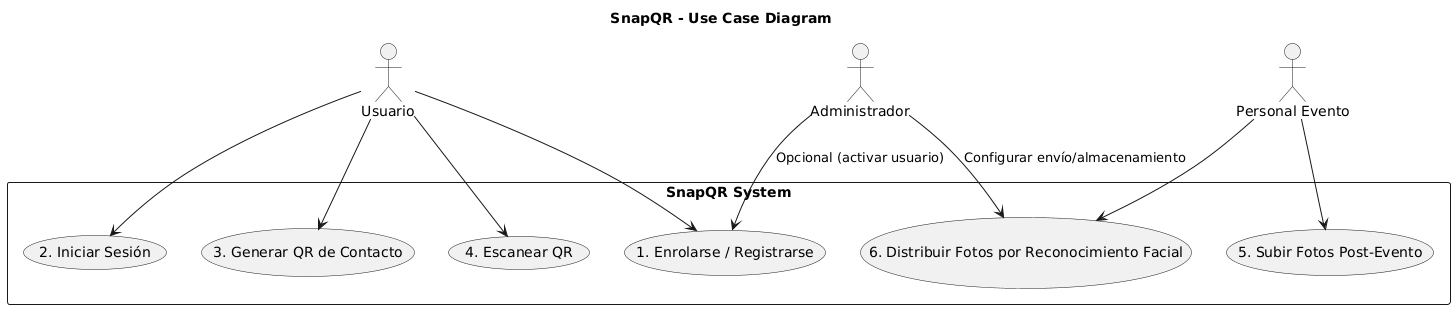 SnapQR - Use Case Diagram
Usuario
Administrador
Personal Evento
Opcional (activar usuario)
Configurar envío/almacenamiento
SnapQR System
2. Iniciar Sesión
3. Generar QR de Contacto
4. Escanear QR
1. Enrolarse / Registrarse
6. Distribuir Fotos por Reconocimiento Facial
5. Subir Fotos Post-Evento